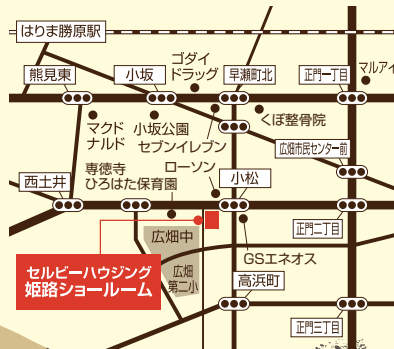 はりま勝原駅
ゴダイ
ドラッグ
マルアイ
熊見東
小坂
早瀬町北
正門一丁目
マクド
ナルド
小坂公園
セブンイレブン
くぼ整骨院
広畑市民センター前
専徳寺
ひろはた保育園
ローソン
西土井
小松
正門二丁目
広畑中
GSエネオス
セルビーハウジング
姫路ショールーム
広畑
第二小
高浜町
正門三丁目